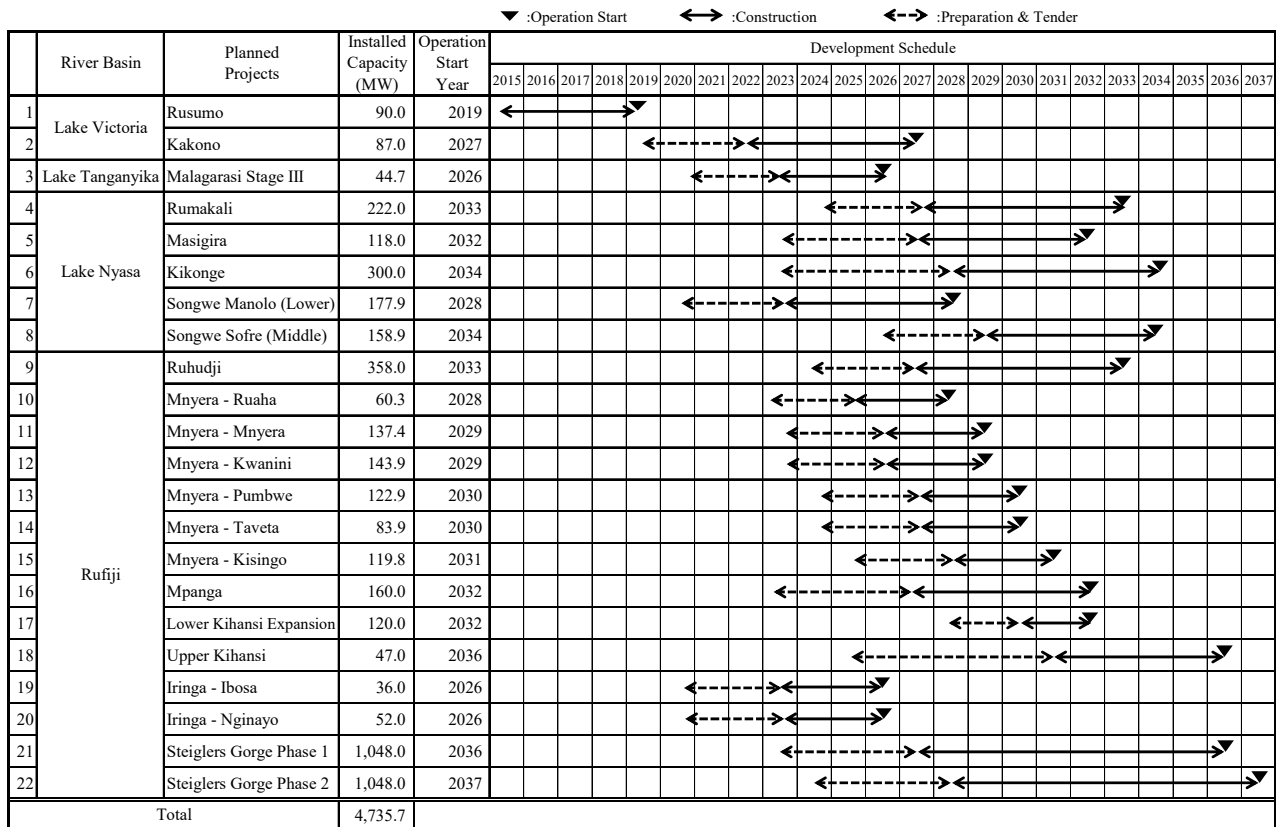 :Operation Start :Construction :Preparation & Tender
River Basin Planned Projects Installed Capacity (MW) Operation Start Year Development Schedule
2015 2016 2017 2018 2019 2020 2021 2022 2023 2024 2025 2026 2027 2028 2029 2030 2031 2032 2033 2034 2035 2036 2037
1 Lake Victoria Rusumo 90.0 2019
2 Kakono 87.0 2027
3 Lake Tanganyika Malagarasi Stage III 44.7 2026
4 Lake Nyasa Rumakali 222.0 2033
5 Masigira 118.0 2032
6 Kikonge 300.0 2034
7 Songwe Manolo (Lower) 177.9 2028
8 Songwe Sofre (Middle) 158.9 2034
9 Rufiji Ruhudji 358.0 2033
10 Mnyera - Ruaha 60.3 2028
11 Mnyera - Mnyera 137.4 2029
12 Mnyera - Kwanini 143.9 2029
13 Mnyera - Pumbwe 122.9 2030
14 Mnyera - Taveta 83.9 2030
15 Mnyera - Kisingo 119.8 2031
16 Mpanga 160.0 2032
17 Lower Kihansi Expansion 120.0 2032
18 Upper Kihansi 47.0 2036
19 Iringa - Ibosa 36.0 2026
20 Iringa - Nginayo 52.0 2026
21 Steiglers Gorge Phase 1 1,048.0 2036
22 Steiglers Gorge Phase 2 1,048.0 2037
Total 4,735.7